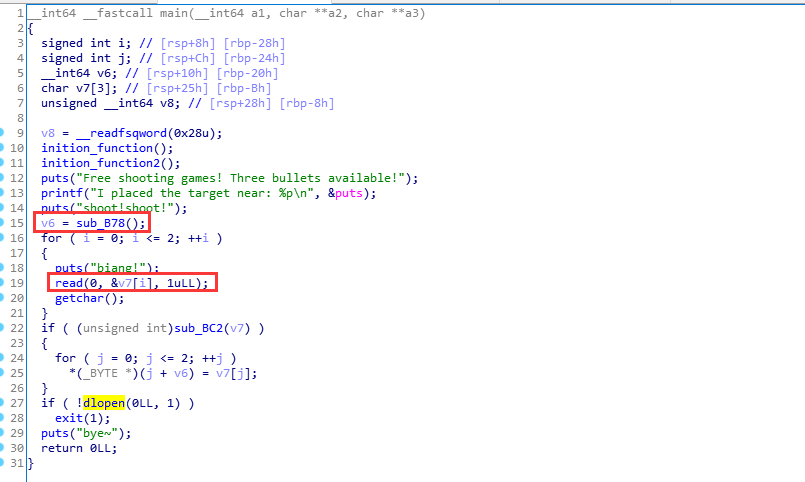 1 __int64 __fastcall main(__int64 a1, char **a2, char **a3)
2 {
3 signed int i; // [rsp+8h] [rbp-28h]
4 signed int j; // [rsp+Ch] [rbp-24h]
5 __int64 v6; // [rsp+10h] [rbp-20h]
6 char v7[3]; // [rsp+25h] [rbp-Bh]
7 unsigned __int64 v8; // [rsp+28h] [rbp-8h]
8
9 v8 = __readfsqword(0x28u);
10 inition_function();
11 inition_function2();
12 puts("Free shooting games! Three bullets available!");
13 printf("I placed the target near: %p\n", &puts);
14 puts("shoot!shoot!");
15 v6 = sub_B78();
16 for ( i = 0; i <= 2; ++i )
17 {
18 puts("biang!");
19 read(0, &v7[i], 1uLL);
20 getchar();
21 }
22 if ( (unsigned int)sub_BC2(v7) )
23 {
24 for ( j = 0; j <= 2; ++j )
25 *(_BYTE *)(j + v6) = v7[j];
26 }
27 if ( !dlopen(0LL, 1) )
28 exit(1);
29 puts("bye~");
30 return 0LL;
31 }